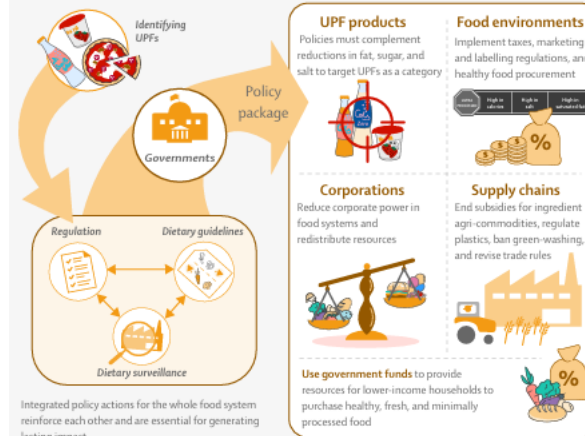 Identifying
UPFs
Policy
package
Governments
Regulation
Dietary guidelines
Dietary surveillance
Integrated policy actions for the whole food system
reinforce each other and are essential for generating
UPF products
Policies must complement
reductions in fat, sugar, and
salt to target UPFs as a category
Food environments
Implement taxes, marketing
and labelling regulations, and
healthy food procurement
High in
High in
High in
%
Corporations
Reduce corporate power in
food systems and
redistribute resources
Supply chains
End subsidies for ingredient
agri-commodities, regulate
plastics, ban green-washing,
and revise trade rules
Use government funds to provide
resources for lower-income households to
purchase healthy, fresh, and minimally
processed food
%